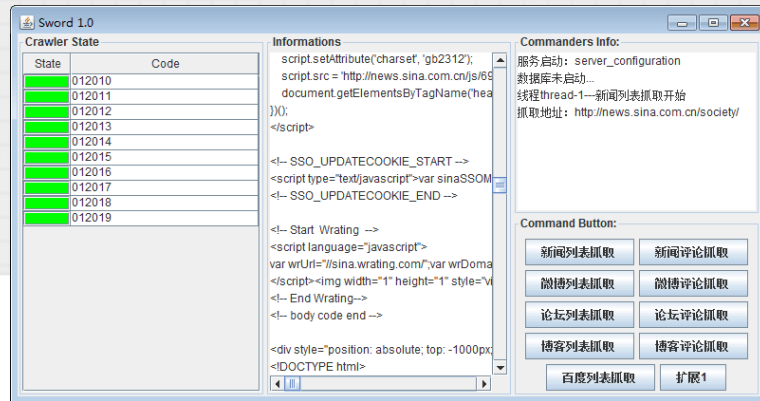 Sword 1.0
Crawler State
State Code
012010
012011
012012
012013
012014
012015
012016
012017
012018
012019
Informations
script.setAttribute('charset', 'gb2312');
script.src = 'http://news.sina.com.cn/js/69
document.getElementsByTagName('hea
})();
</script>
<!-- SSO_UPDATECOOKIE_START -->
<script type="text/javascript">var sinaSSOM
<!-- SSO_UPDATECOOKIE_END -->
<!-- Start Wrating -->
<script language="javascript">
var wrUrl="//sina.wrating.com/";var wrDoma
</script><img width="1" height="1" style="vi
<!-- End Wrating-->
<!-- body code end -->
<div style="position: absolute; top: -1000px;
<!DOCTYPE html>
Commanders Info:
服务启动：server_configuration
数据库未启动...
线程thread-1---新闻列表抓取开始
抓取地址：http://news.sina.com.cn/society/
Command Button:
新闻列表抓取 新闻评论抓取
微博列表抓取 微博评论抓取
论坛列表抓取 论坛评论抓取
博客列表抓取 博客评论抓取
百度列表抓取 扩展1